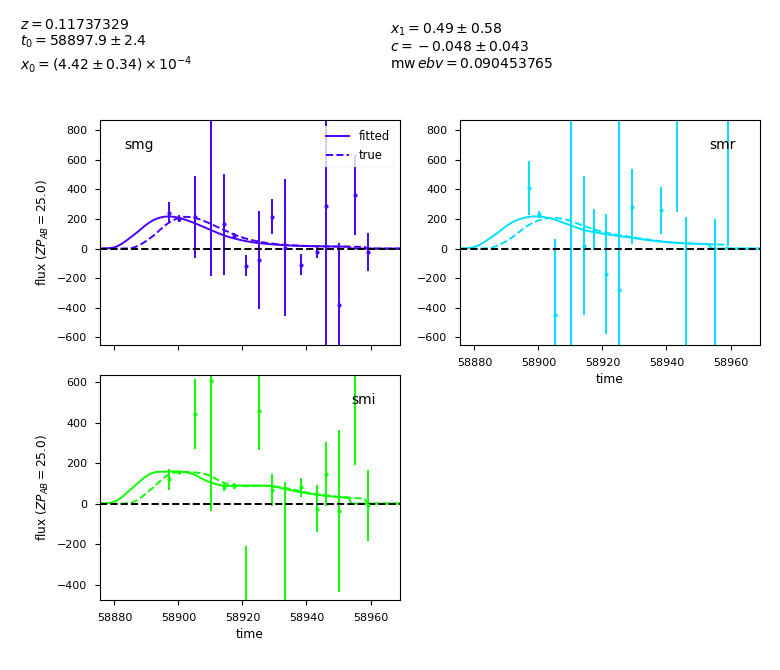 z = 0.11737329
t₀ = 58897.9 ± 2.4
x₀ = (4.42 ± 0.34) × 10⁻⁴
x₁ = 0.49 ± 0.58
c = −0.048 ± 0.043
mw ebv = 0.090453765
800
600
400
200
0
−200
−400
−600
flux (ZP_AB = 25.0)
smg
fitted
true
800
600
400
200
0
−200
−400
−600
smr
58880
58900
58920
58940
58960
time
600
400
200
0
−200
−400
flux (ZP_AB = 25.0)
smi
58880
58900
58920
58940
58960
time